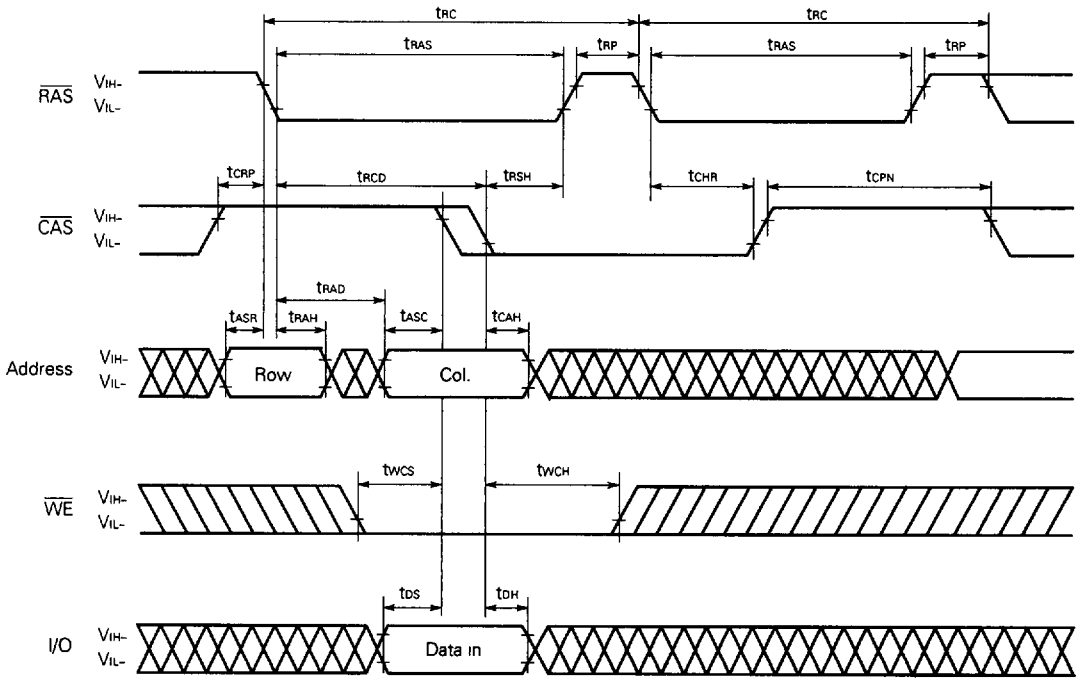 tRC tRC
tRAS tRP tRAS tRP
RAS VIH– VIL–
tCRP tRCD tRSH tCHR tCPN
CAS VIH– VIL–
tRAD
tASR tRAH tASC tCAH
Address VIH– VIL– Row Col.
tWCS tWCH
WE VIH– VIL–
tDS tDH
I/O VIH– VIL– Data in